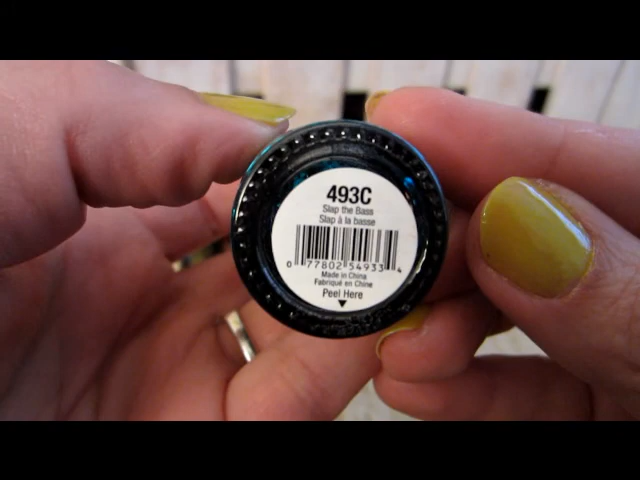 493C
Slap the Bass
Slap à la basse
0 77802 54933 4
Made in China
Fabriqué en Chine
Peel Here